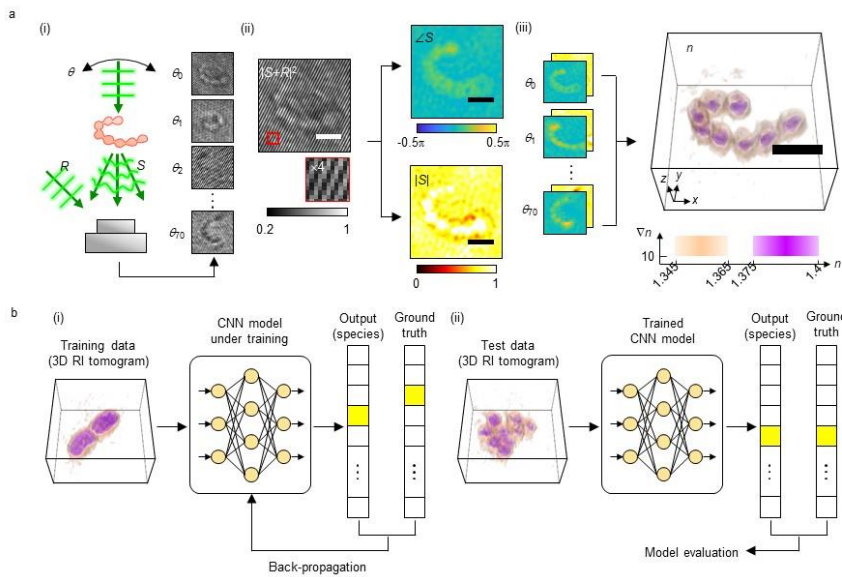 a
(i)
θ
R
S
θ0
θ1
θ2
⋮
θ70
(ii)
|S+R|²
×4
0.2
1
∠S
-0.5π
0.5π
|S|
0
1
(iii)
θ0
θ1
⋮
θ70
n
z
y
x
∇n
10
1.345
1.365
1.375
1.4
n
b
(i)
Training data
(3D RI tomogram)
CNN model
under training
Output
(species)
Ground
truth
⋮
⋮
Back-propagation
(ii)
Test data
(3D RI tomogram)
Trained
CNN model
Output
(species)
Ground
truth
⋮
⋮
Model evaluation